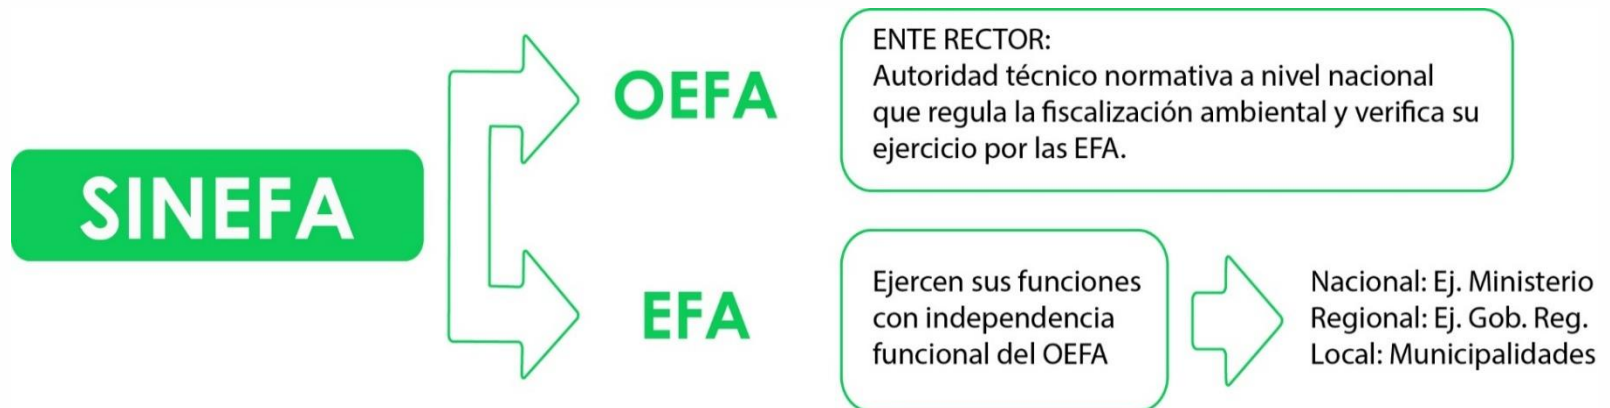 SINEFA
OEFA
ENTE RECTOR:
Autoridad técnico normativa a nivel nacional
que regula la fiscalización ambiental y verifica su
ejercicio por las EFA.
EFA
Ejercen sus funciones
con independencia
funcional del OEFA
Nacional: Ej. Ministerio
Regional: Ej. Gob. Reg.
Local: Municipalidades